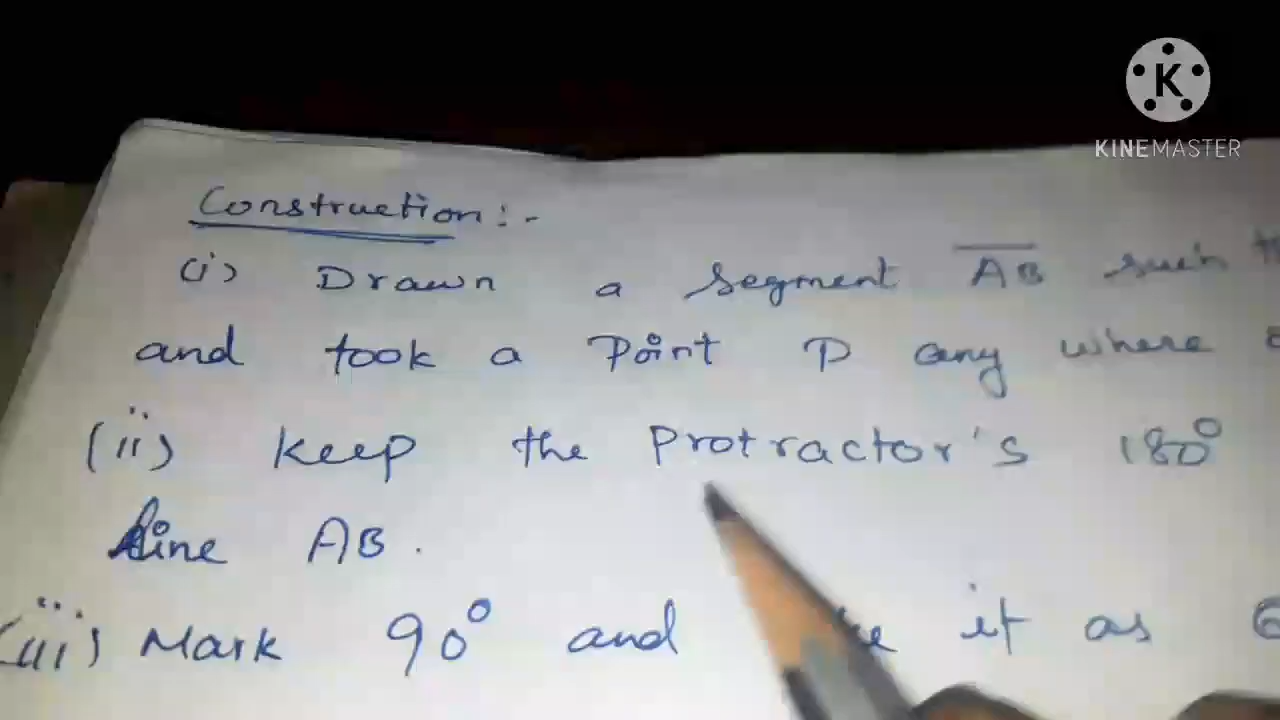 K
KINEMASTER
Construction:-
(i) Drawn a segment AB such
and took a Point P any where
(ii) Keep the Protractor's 180°
line AB.
(iii) Mark 90° and it as